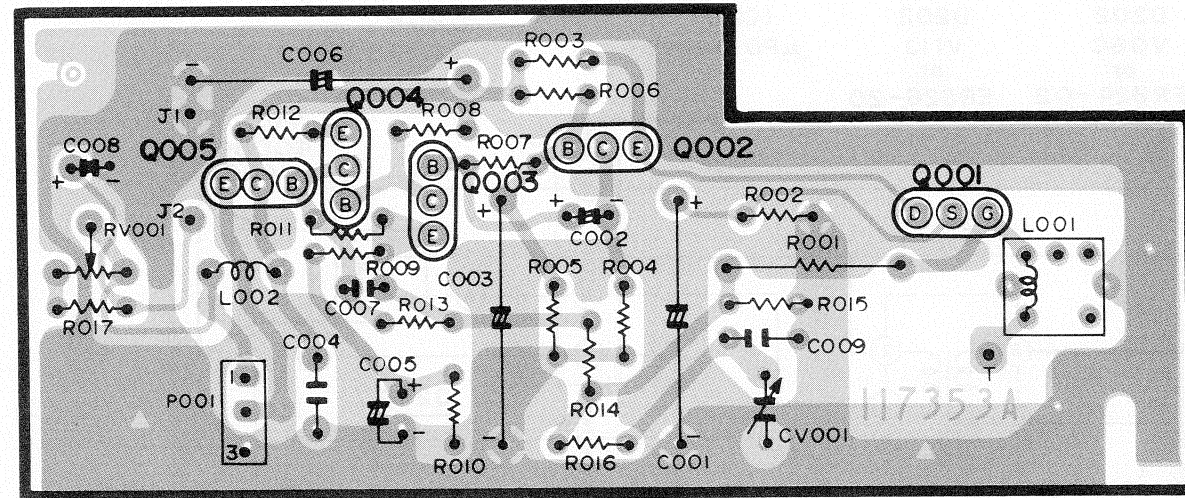 R003
C006
− +
R006
Q004
J1
R012
E
R008
C008
Q005
R007
B C E
Q002
+ −
E C B
C
B
Q003
Q001
J2
B
C
+
+ −
+
R002
D S G
RV001
R011
E
C002
R001
L001
R009
C003
R005
R004
L002
C007
R013
R015
R017
C004
C009
C005
1
+
T
P001
R014
117353A
3
−
R010
−
R016
C001
−
CV001